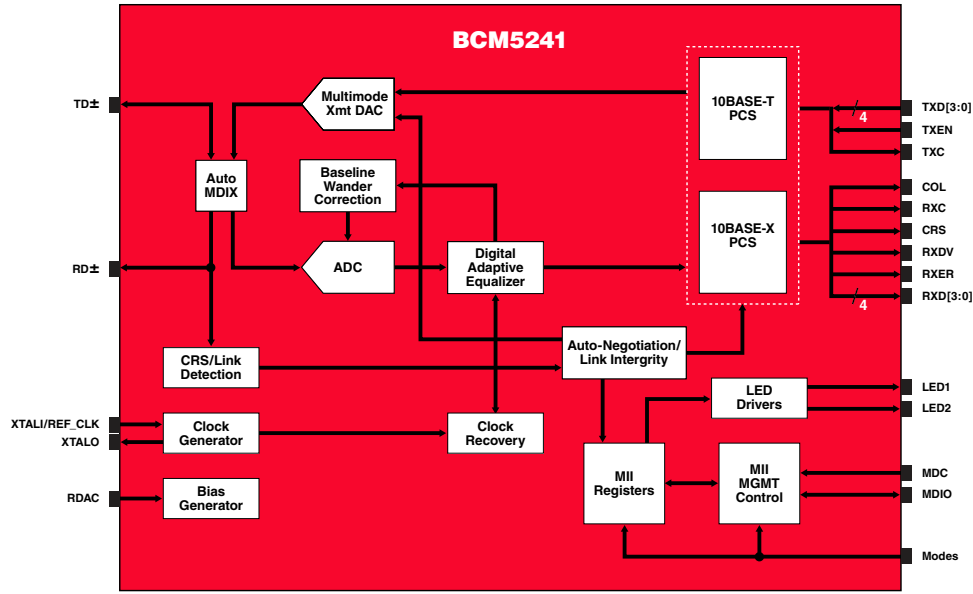 BCM5241
TD±
RD±
XTALI/REF_CLK
XTALO
RDAC
Multimode
Xmt DAC
Auto
MDIX
Baseline
Wander
Correction
ADC
Digital
Adaptive
Equalizer
10BASE-T
PCS
10BASE-X
PCS
CRS/Link
Detection
Auto-Negotiation/
Link Intergrity
Clock
Generator
Clock
Recovery
LED
Drivers
Bias
Generator
MII
Registers
MII
MGMT
Control
4
TXD[3:0]
TXEN
TXC
COL
RXC
CRS
RXDV
RXER
4
RXD[3:0]
LED1
LED2
MDC
MDIO
Modes